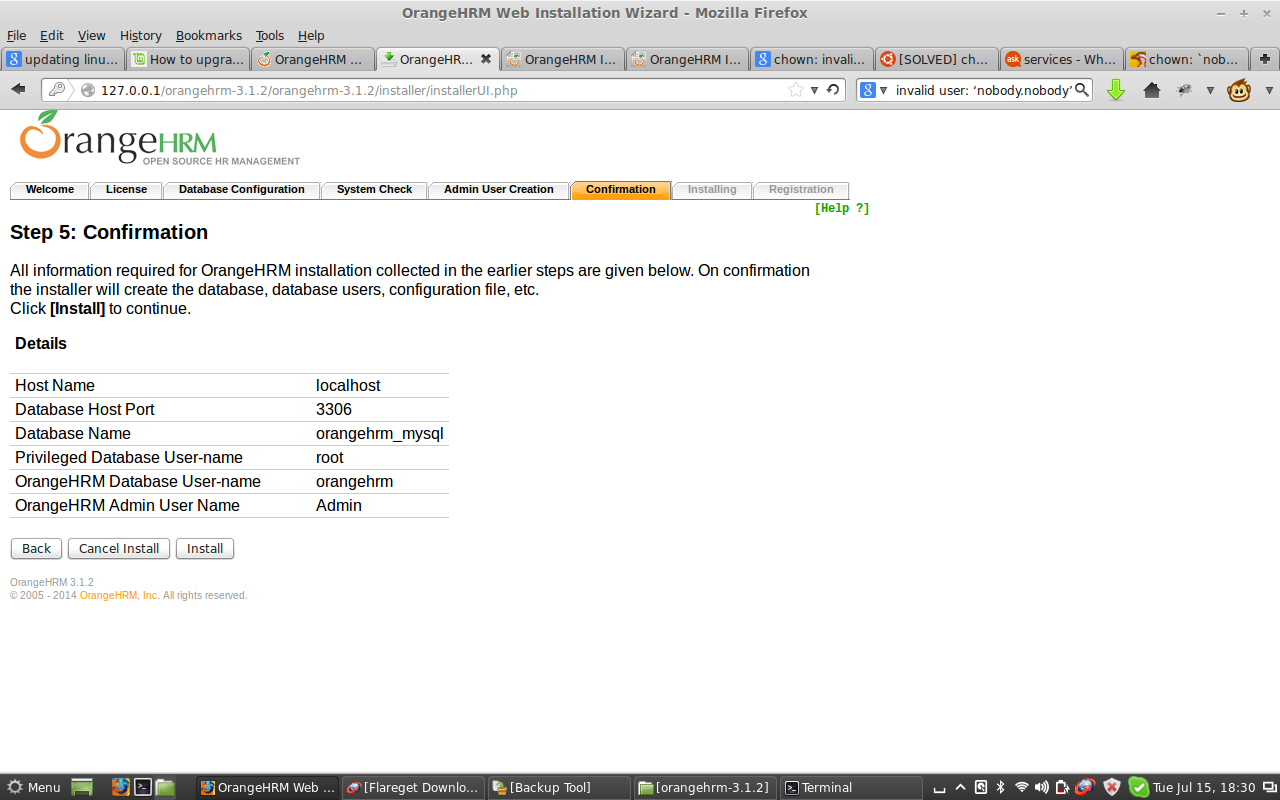 OrangeHRM Web Installation Wizard - Mozilla Firefox
File Edit View History Bookmarks Tools Help
updating linu... How to upgra... OrangeHRM ... OrangeHR... OrangeHRM I... OrangeHRM I... chown: invali... [SOLVED] ch... ask services - Wh... chown: `nob...
127.0.0.1/orangehrm-3.1.2/orangehrm-3.1.2/installer/installerUI.php invalid user: ‘nobody.nobody’
OrangeHRM
OPEN SOURCE HR MANAGEMENT
Welcome License Database Configuration System Check Admin User Creation Confirmation Installing Registration
[Help ?]
Step 5: Confirmation
All information required for OrangeHRM installation collected in the earlier steps are given below. On confirmation
the installer will create the database, database users, configuration file, etc.
Click [Install] to continue.
Details
Host Name localhost
Database Host Port 3306
Database Name orangehrm_mysql
Privileged Database User-name root
OrangeHRM Database User-name orangehrm
OrangeHRM Admin User Name Admin
Back Cancel Install Install
OrangeHRM 3.1.2
© 2005 - 2014 OrangeHRM, Inc. All rights reserved.
Menu OrangeHRM Web ... [Flareget Downlo... [Backup Tool] [orangehrm-3.1.2] Terminal Tue Jul 15, 18:30